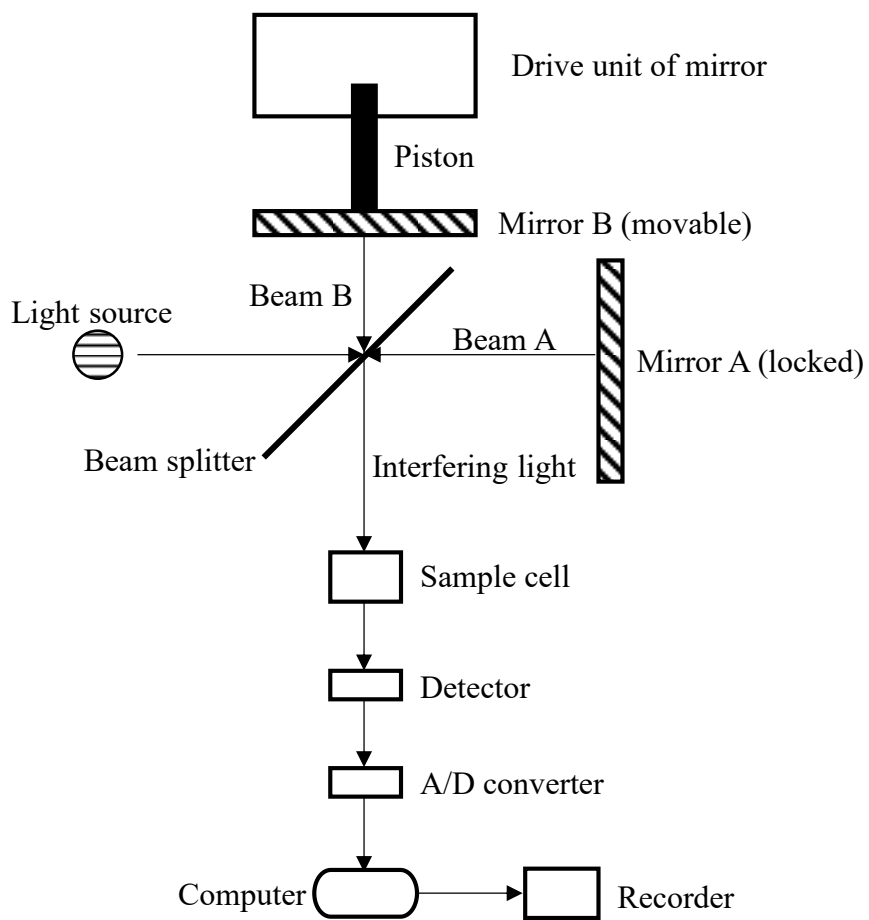 Drive unit of mirror
Piston
Mirror B (movable)
Beam B
Light source
Beam A
Mirror A (locked)
Beam splitter
Interfering light
Sample cell
Detector
A/D converter
Computer
Recorder